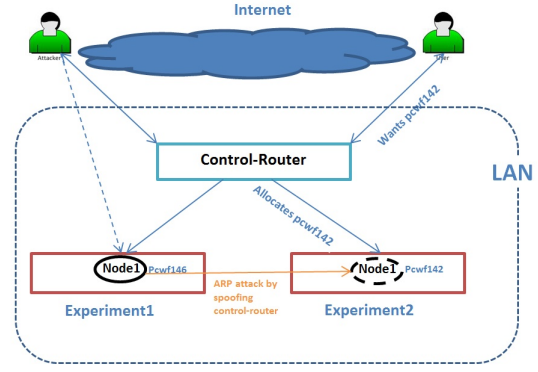 Internet
Attacker
User
Wants pcwf142
Control-Router
LAN
Allocates pcwf142
Node1
Pcwf146
Node1
Pcwf142
ARP attack by
spoofing
control-router
Experiment1
Experiment2